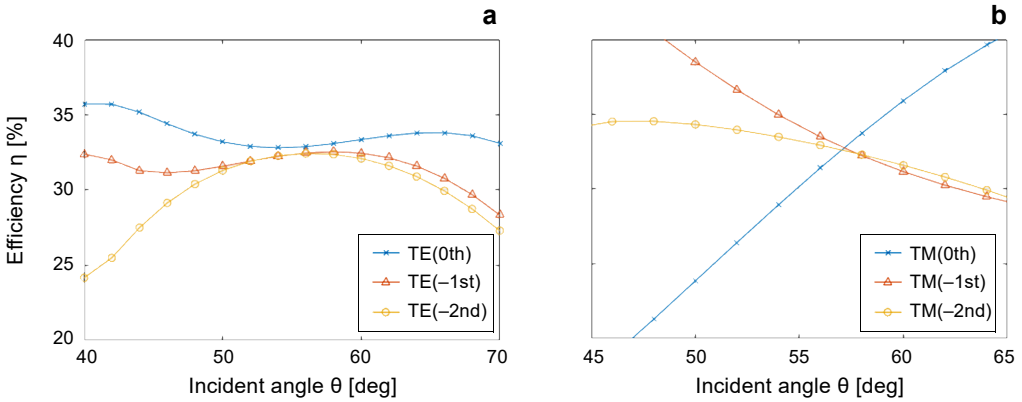 a
b
40
35
30
25
20
Efficiency η [%]
40
50
60
70
Incident angle θ [deg]
TE(0th)
TE(–1st)
TE(–2nd)
45
50
55
60
65
Incident angle θ [deg]
TM(0th)
TM(–1st)
TM(–2nd)